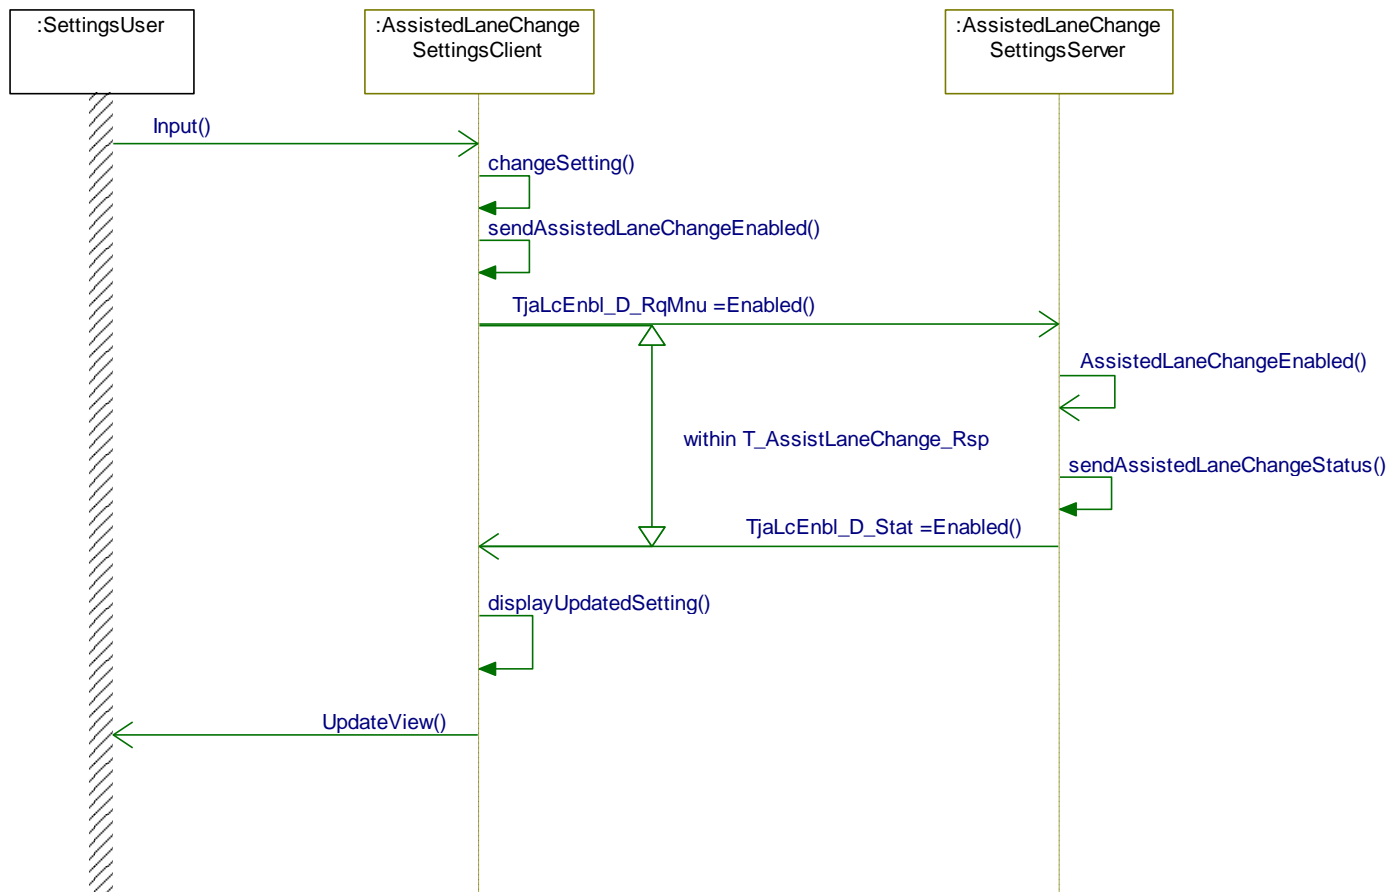 :SettingsUser
:AssistedLaneChange
SettingsClient
:AssistedLaneChange
SettingsServer
Input()
changeSetting()
sendAssistedLaneChangeEnabled()
TjaLcEnbl_D_RqMnu =Enabled()
AssistedLaneChangeEnabled()
within T_AssistLaneChange_Rsp
sendAssistedLaneChangeStatus()
TjaLcEnbl_D_Stat =Enabled()
displayUpdatedSetting()
UpdateView()